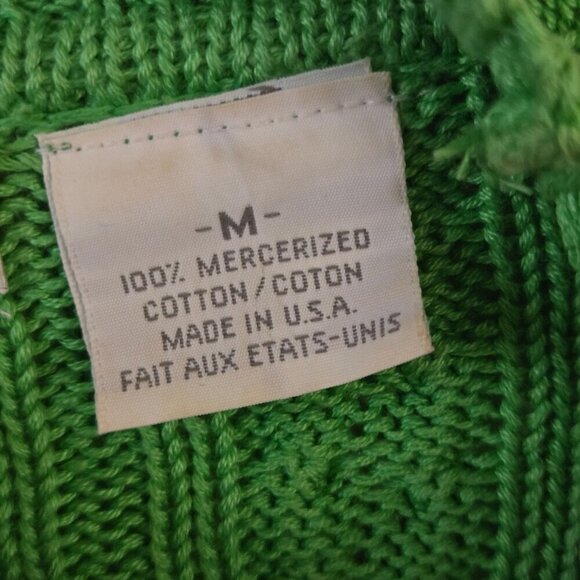 -M-
100% MERCERIZED
COTTON/COTON
MADE IN U.S.A.
FAIT AUX ETATS-UNIS